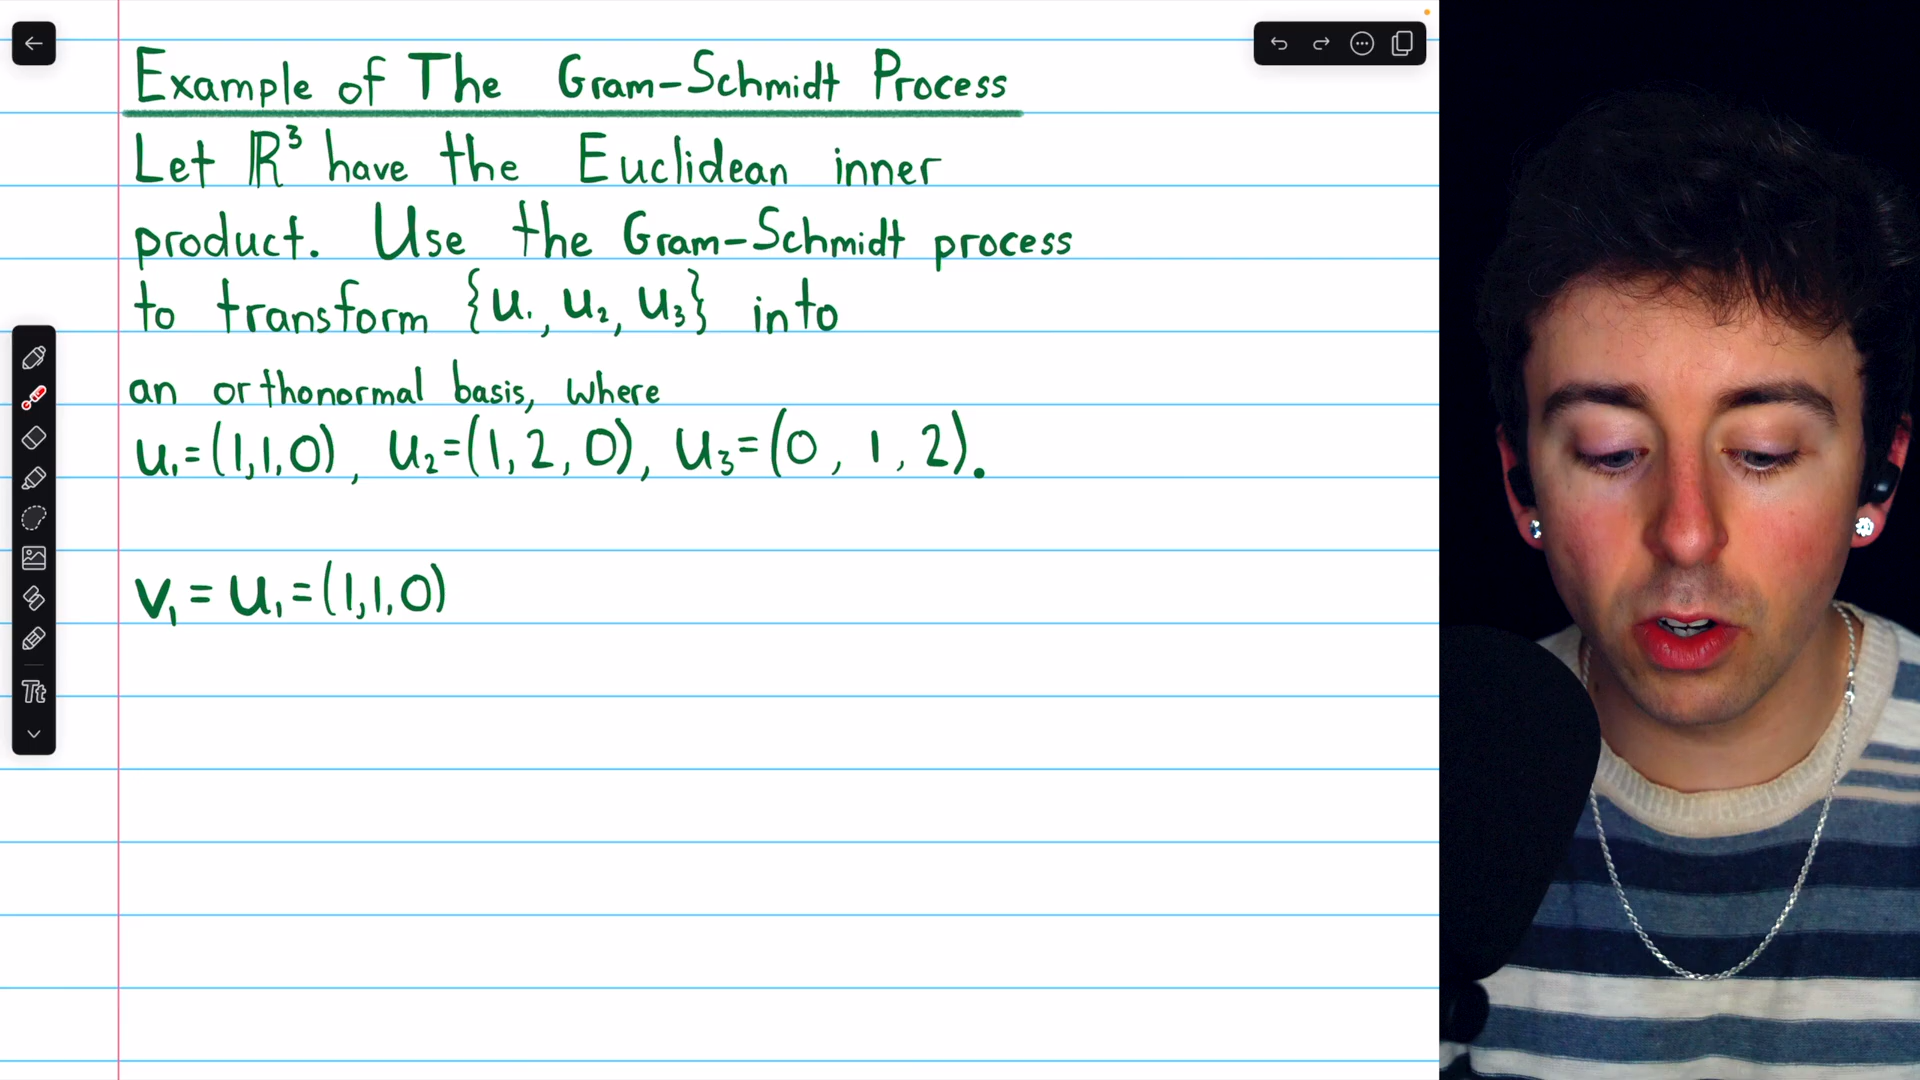 Example of The Gram-Schmidt Process
Let ℝ³ have the Euclidean inner
product. Use the Gram-Schmidt process
to transform {u₁, u₂, u₃} into
an orthonormal basis, where
u₁=(1,1,0), u₂=(1,2,0), u₃=(0,1,2).
v₁ = u₁ = (1,1,0)
Tt